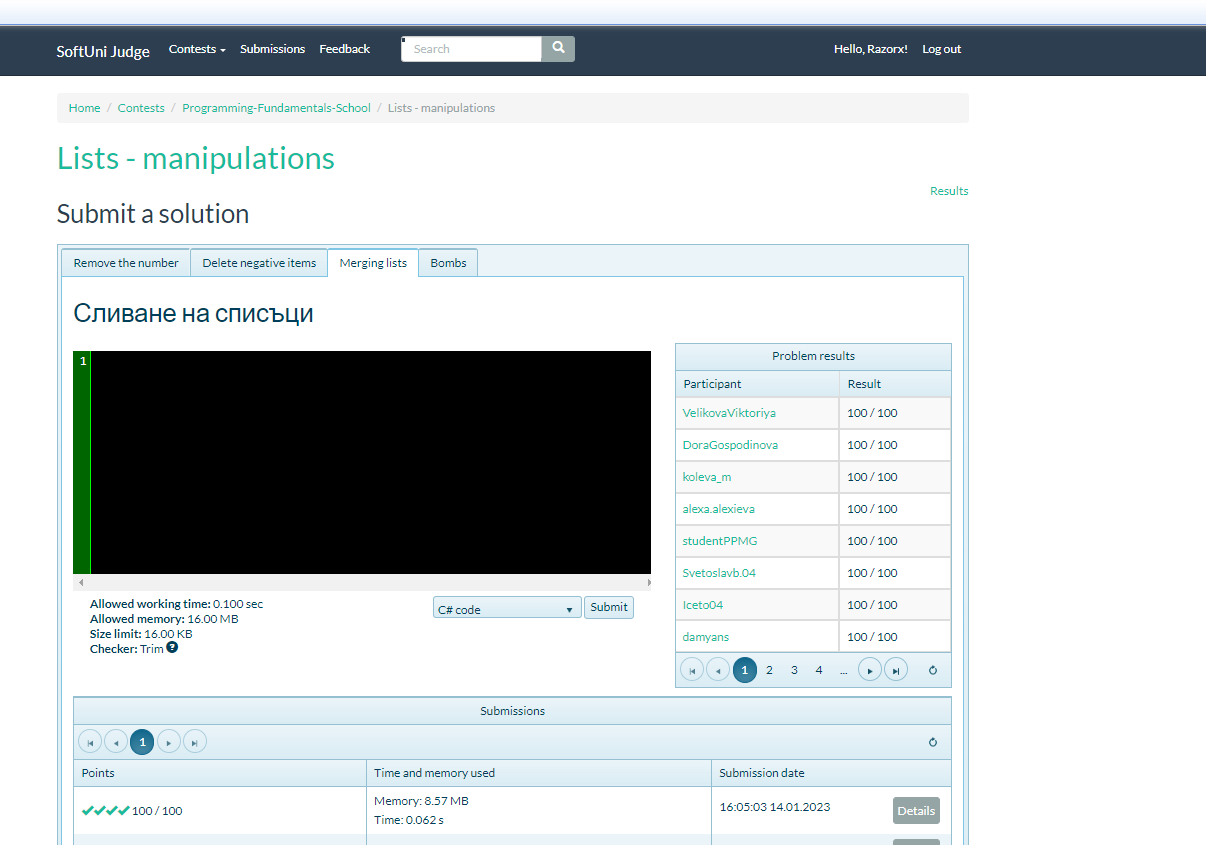 SoftUni Judge Contests Submissions Feedback Search Hello, Razorx! Log out
Home / Contests / Programming-Fundamentals-School / Lists - manipulations
Lists - manipulations
Results
Submit a solution
Remove the number Delete negative items Merging lists Bombs
Сливане на списъци
1
Problem results
Participant Result
VelikovaViktoriya 100 / 100
DoraGospodinova 100 / 100
koleva_m 100 / 100
alexa.alexieva 100 / 100
studentPPMG 100 / 100
Svetoslavb.04 100 / 100
Iceto04 100 / 100
damyans 100 / 100
1 2 3 4 ...
Allowed working time: 0.100 sec
Allowed memory: 16.00 MB
Size limit: 16.00 KB
Checker: Trim ?
C# code Submit
Submissions
1
Points Time and memory used Submission date
100 / 100 Memory: 8.57 MB 16:05:03 14.01.2023 Details
Time: 0.062 s